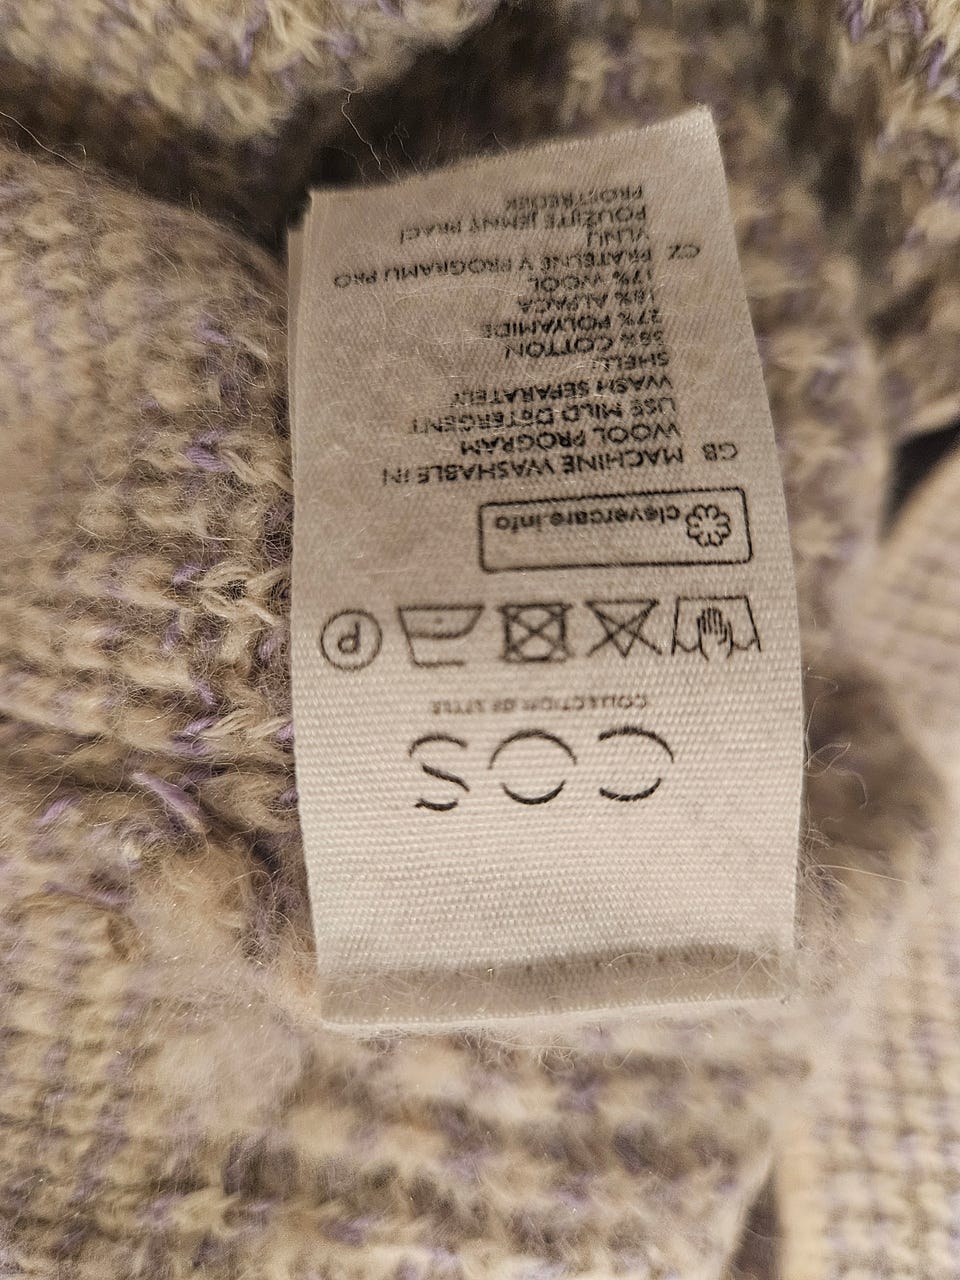 COS
COLLECTION OF STYLE
P
clevercare.info
GB MACHINE WASHABLE IN
WOOL PROGRAM
USE MILD DETERGENT
WASH SEPARATELY
SHELL:
38% COTTON
27% POLYAMIDE
18% ALPACA
17% WOOL
CZ PRATELNÉ V PROGRAMU PRO
VLNU
POUŽIJTE JEMNÝ PRACÍ
PROSTŘEDEK